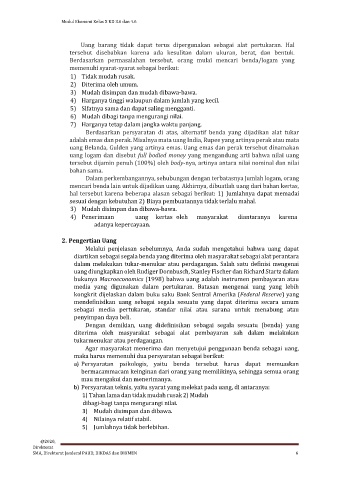 Modul Ekonomi Kelas X KD 3.6 dan 4.6
Uang barang tidak dapat terus dipergunakan sebagai alat pertukaran. Hal
tersebut disebabkan karena ada kesulitan dalam ukuran, berat, dan bentuk.
Berdasarkan permasalahan tersebut, orang mulai mencari benda/logam yang
memenuhi syarat-syarat sebagai berikut:
1) Tidak mudah rusak.
2) Diterima oleh umum.
3) Mudah disimpan dan mudah dibawa-bawa.
4) Harganya tinggi walaupun dalam jumlah yang kecil.
5) Sifatnya sama dan dapat saling mengganti.
6) Mudah dibagi tanpa mengurangi nilai.
7) Harganya tetap dalam jangka waktu panjang.
Berdasarkan persyaratan di atas, alternatif benda yang dijadikan alat tukar
adalah emas dan perak. Misalnya mata uang India, Rupee yang artinya perak atau mata
uang Belanda, Gulden yang artinya emas. Uang emas dan perak tersebut dinamakan
uang logam dan disebut full bodied money yang mengandung arti bahwa nilai uang
tersebut dijamin penuh (100%) oleh body-nya, artinya antara nilai nominal dan nilai
bahan sama.
Dalam perkembangannya, sehubungan dengan terbatasnya jumlah logam, orang
mencari benda lain untuk dijadikan uang. Akhirnya, dibuatlah uang dari bahan kertas,
hal tersebut karena beberapa alasan sebagai berikut: 1) Jumlahnya dapat memadai
sesuai dengan kebutuhan 2) Biaya pembuatannya tidak terlalu mahal.
3) Mudah disimpan dan dibawa-bawa.
4) Penerimaan uang kertas oleh masyarakat diantaranya karena
adanya kepercayaan.
2. Pengertian Uang
Melalui penjelasan sebelumnya, Anda sudah mengetahui bahwa uang dapat
diartikan sebagai segala benda yang diterima oleh masyarakat sebagai alat perantara
dalam melakukan tukar-menukar atau perdagangan. Salah satu definisi mengenai
uang diungkapkan oleh Rudiger Dornbusch, Stanley Fischer dan Richard Startz dalam
bukunya Macroeconomics (1998) bahwa uang adalah instrumen pembayaran atau
media yang digunakan dalam pertukaran. Batasan mengenai uang yang lebih
kongkrit dijelaskan dalam buku saku Bank Sentral Amerika (Federal Reserve) yang
mendefinisikan uang sebagai segala sesuatu yang dapat diterima secara umum
sebagai media pertukaran, standar nilai atau sarana untuk menabung atau
penyimpan daya beli.
Dengan demikian, uang didefinisikan sebagai segala sesuatu (benda) yang
diterima oleh masyarakat sebagai alat pembayaran sah dalam melakukan
tukarmenukar atau perdagangan.
Agar masyarakat menerima dan menyetujui penggunaan benda sebagai uang,
maka harus memenuhi dua persyaratan sebagai berikut:
a) Persyaratan psikologis, yaitu benda tersebut harus dapat memuaskan
bermacammacam keinginan dari orang yang memilikinya, sehingga semua orang
mau mengakui dan menerimanya.
b) Persyaratan teknis, yaitu syarat yang melekat pada uang, di antaranya:
1) Tahan lama dan tidak mudah rusak 2) Mudah
dibagi-bagi tanpa mengurangi nilai.
3) Mudah disimpan dan dibawa.
4) Nilainya relatif stabil.
5) Jumlahnya tidak berlebihan.
@2020,
Direktorat
SMA, Direktorat Jenderal PAUD, DIKDAS dan DIKMEN 6